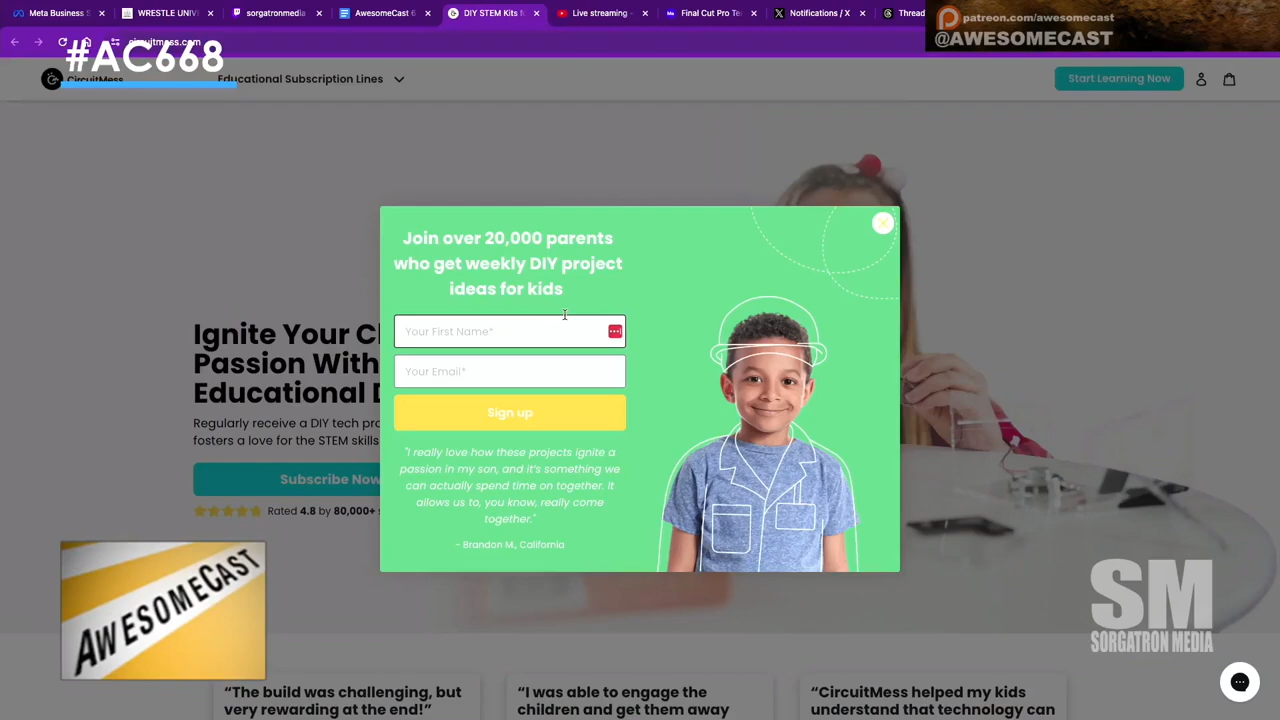 Meta Business S
WRESTLE UNIV
sorgatronmedia
AwesomeCast 6
DIY STEM Kits fo
Live streaming -
Final Cut Pro Te
Notifications / X
Thread
patreon.com/awesomecast
@AWESOMECAST
circuitmess.com
#AC668
CircuitMess
Educational Subscription Lines
Start Learning Now
Join over 20,000 parents
who get weekly DIY project
ideas for kids
Your First Name*
Your Email*
Sign up
"I really love how these projects ignite a
passion in my son, and it's something we
can actually spend time on together. It
allows us to, you know, really come
together."
- Brandon M., California
Ignite Your C
Passion With
Educational D
Regularly receive a DIY tech pro
fosters a love for the STEM skills
Subscribe Now
Rated 4.8 by 80,000+ s
AWESOMECAST
SM
SORGATRON MEDIA
“The build was challenging, but
very rewarding at the end!”
“I was able to engage the
children and get them away
“CircuitMess helped my kids
understand that technology can